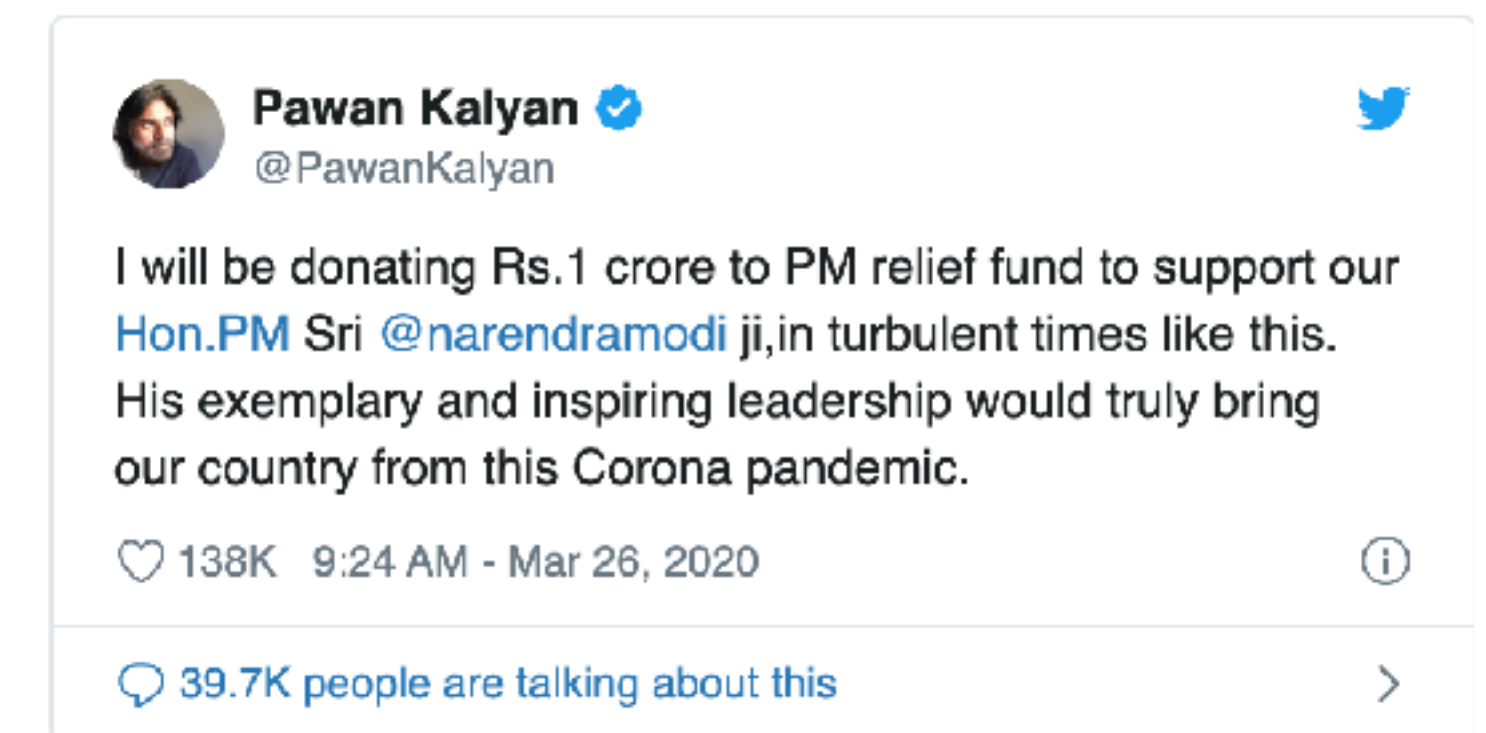 Pawan Kalyan
@PawanKalyan
I will be donating Rs.1 crore to PM relief fund to support our
Hon.PM Sri @narendramodi ji,in turbulent times like this.
His exemplary and inspiring leadership would truly bring
our country from this Corona pandemic.
138K 9:24 AM - Mar 26, 2020
39.7K people are talking about this